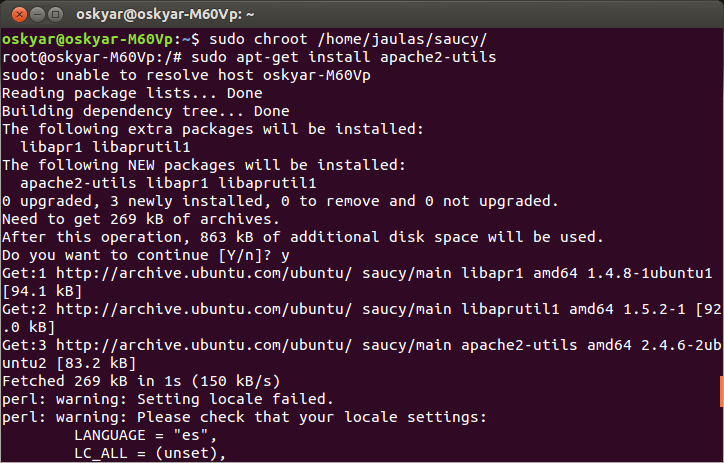 oskyar@oskyar-M60Vp: ~
oskyar@oskyar-M60Vp:~$ sudo chroot /home/jaulas/saucy/
root@oskyar-M60Vp:/# sudo apt-get install apache2-utils
sudo: unable to resolve host oskyar-M60Vp
Reading package lists... Done
Building dependency tree... Done
The following extra packages will be installed:
  libapr1 libaprutil1
The following NEW packages will be installed:
  apache2-utils libapr1 libaprutil1
0 upgraded, 3 newly installed, 0 to remove and 0 not upgraded.
Need to get 269 kB of archives.
After this operation, 863 kB of additional disk space will be used.
Do you want to continue [Y/n]? y
Get:1 http://archive.ubuntu.com/ubuntu/ saucy/main libapr1 amd64 1.4.8-1ubuntu1
[94.1 kB]
Get:2 http://archive.ubuntu.com/ubuntu/ saucy/main libaprutil1 amd64 1.5.2-1 [92
.0 kB]
Get:3 http://archive.ubuntu.com/ubuntu/ saucy/main apache2-utils amd64 2.4.6-2ub
untu2 [83.2 kB]
Fetched 269 kB in 1s (150 kB/s)
perl: warning: Setting locale failed.
perl: warning: Please check that your locale settings:
        LANGUAGE = "es",
        LC_ALL = (unset),